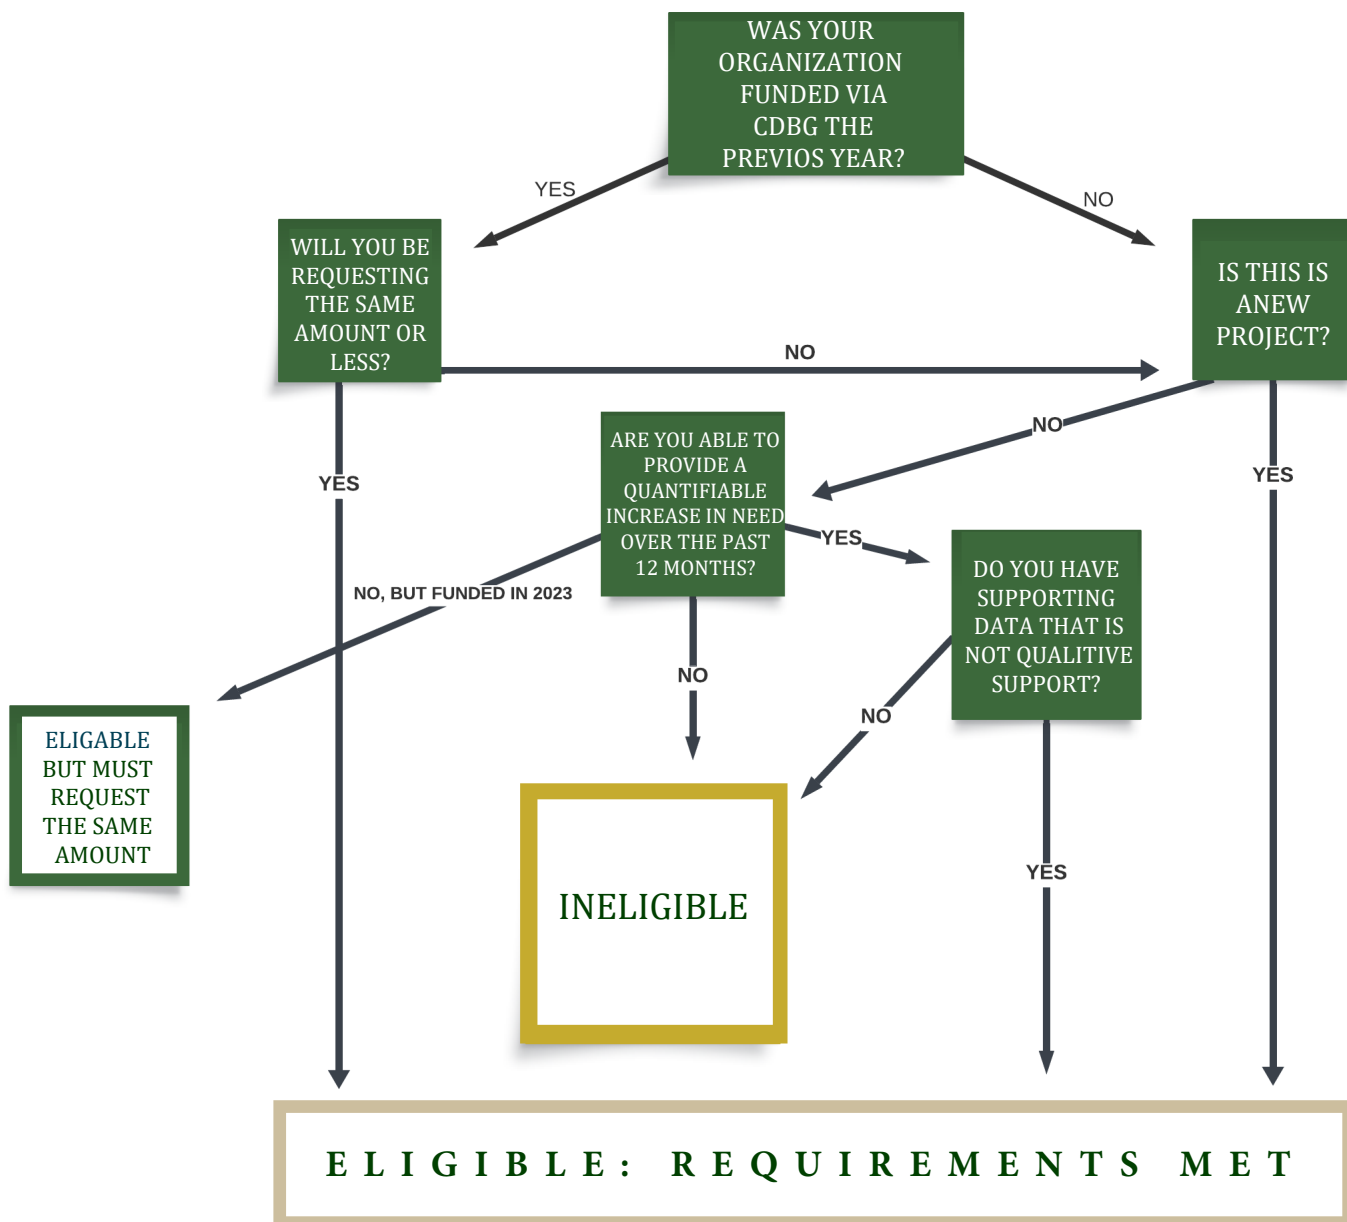 WAS YOUR
ORGANIZATION
FUNDED VIA
CDBG THE
PREVIOS YEAR?
YES
NO
WILL YOU BE
REQUESTING
THE SAME
AMOUNT OR
LESS?
IS THIS IS
ANEW
PROJECT?
NO
NO
YES
YES
ARE YOU ABLE TO
PROVIDE A
QUANTIFIABLE
INCREASE IN NEED
OVER THE PAST
12 MONTHS?
YES
NO, BUT FUNDED IN 2023
NO
DO YOU HAVE
SUPPORTING
DATA THAT IS
NOT QUALITIVE
SUPPORT?
NO
YES
ELIGABLE
BUT MUST
REQUEST
THE SAME
AMOUNT
INELIGIBLE
ELIGIBLE: REQUIREMENTS MET